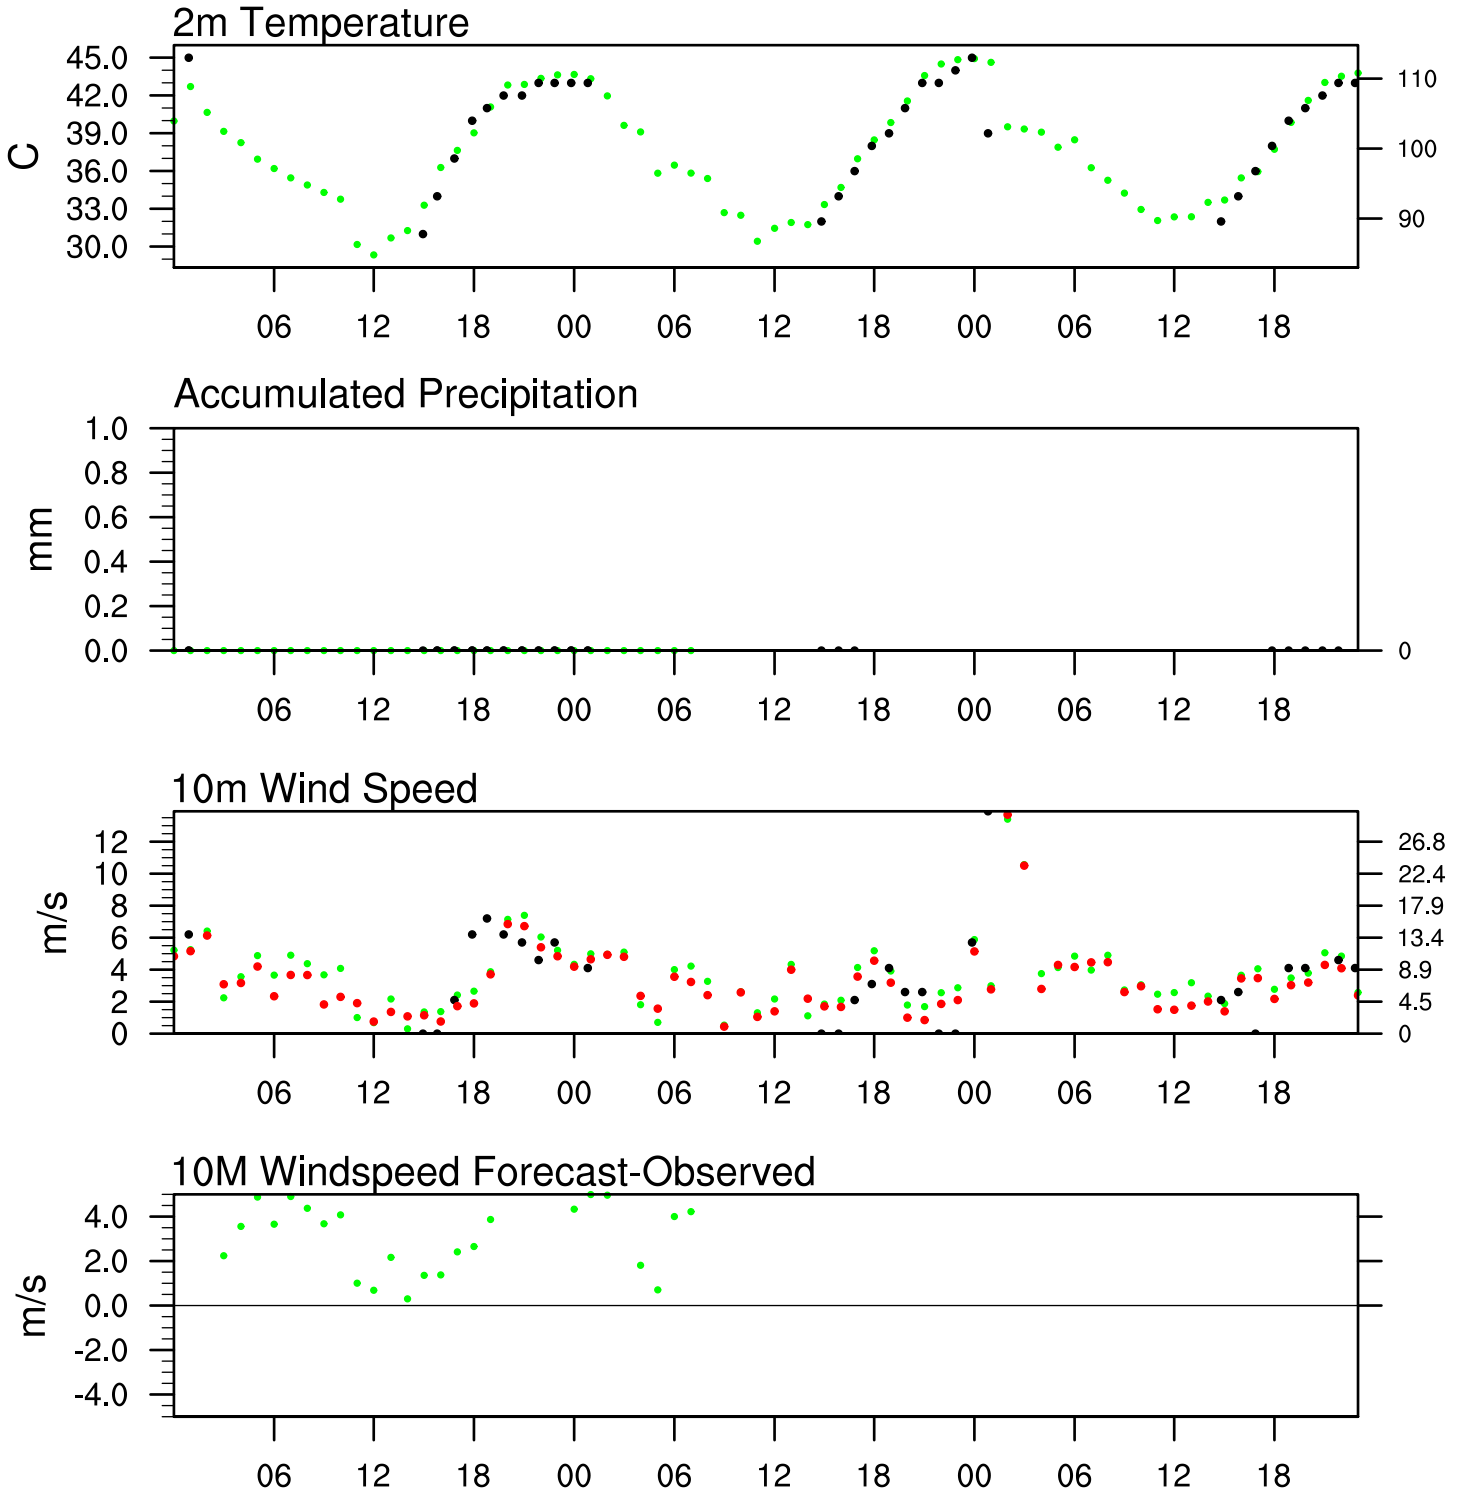 2m Temperature
45.0
42.0
39.0
36.0
33.0
30.0
C
110
100
90
06 12 18 00 06 12 18 00 06 12 18
Accumulated Precipitation
1.0
0.8
0.6
0.4
0.2
0.0
mm
0
06 12 18 00 06 12 18 00 06 12 18
10m Wind Speed
12
10
8
6
4
2
0
m/s
26.8
22.4
17.9
13.4
8.9
4.5
0
06 12 18 00 06 12 18 00 06 12 18
10M Windspeed Forecast-Observed
4.0
2.0
0.0
-2.0
-4.0
m/s
06 12 18 00 06 12 18 00 06 12 18